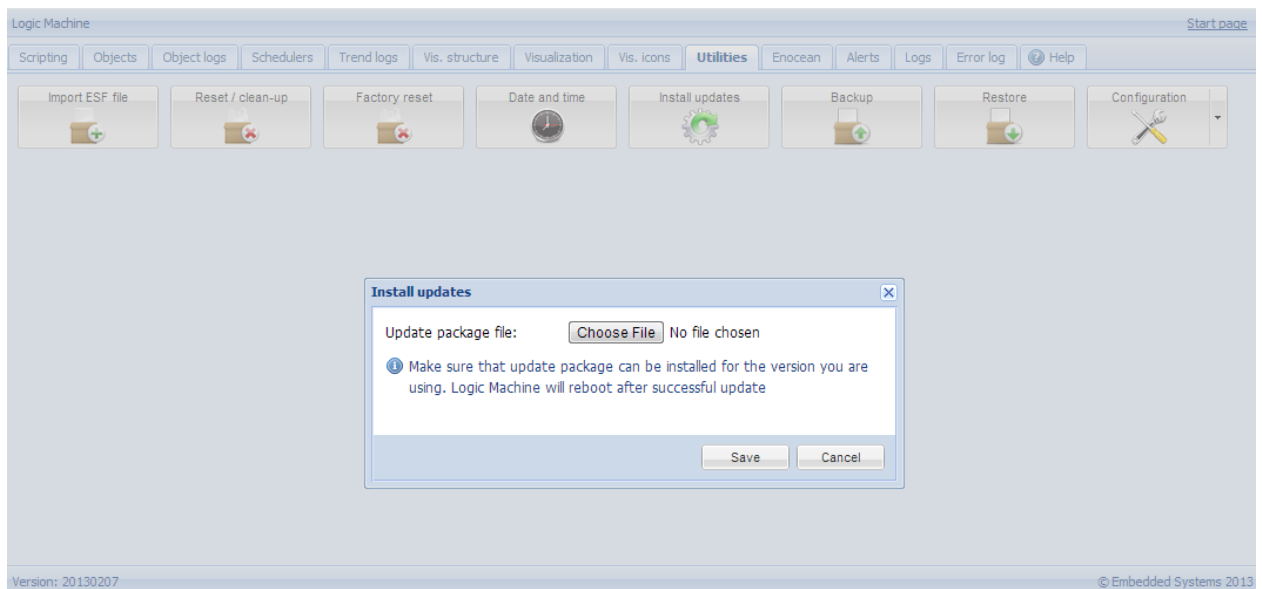 Logic Machine Start page
Scripting Objects Object logs Schedulers Trend logs Vis. structure Visualization Vis. icons Utilities Enocean Alerts Logs Error log Help
Import ESF file Reset / clean-up Factory reset Date and time Install updates Backup Restore Configuration
Install updates
Update package file: Choose File No file chosen
Make sure that update package can be installed for the version you are
using. Logic Machine will reboot after successful update
Save Cancel
Version: 20130207 © Embedded Systems 2013